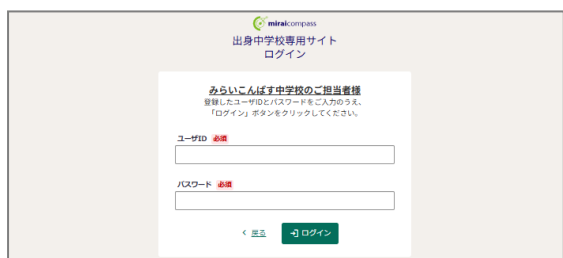 miraicompass
出身中学校専用サイト
ログイン
みらいこんぱす中学校のご担当者様
登録したユーザIDとパスワードをご入力のうえ、
「ログイン」ボタンをクリックしてください。
ユーザID 必須
パスワード 必須
戻る ログイン